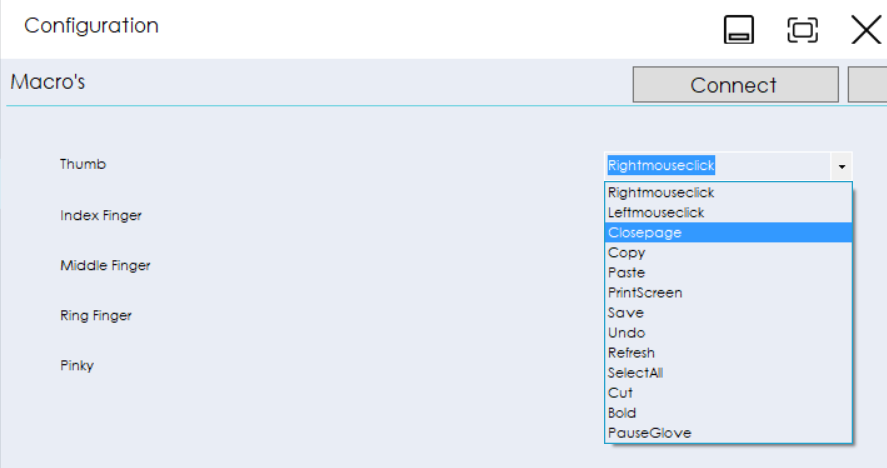 Configuration
Macro's
Connect
Thumb
Rightmouseclick
Rightmouseclick
Index Finger
Leftmouseclick
Closepage
Middle Finger
Copy
Paste
PrintScreen
Ring Finger
Save
Undo
Refresh
Pinky
SelectAll
Cut
Bold
PauseGlove